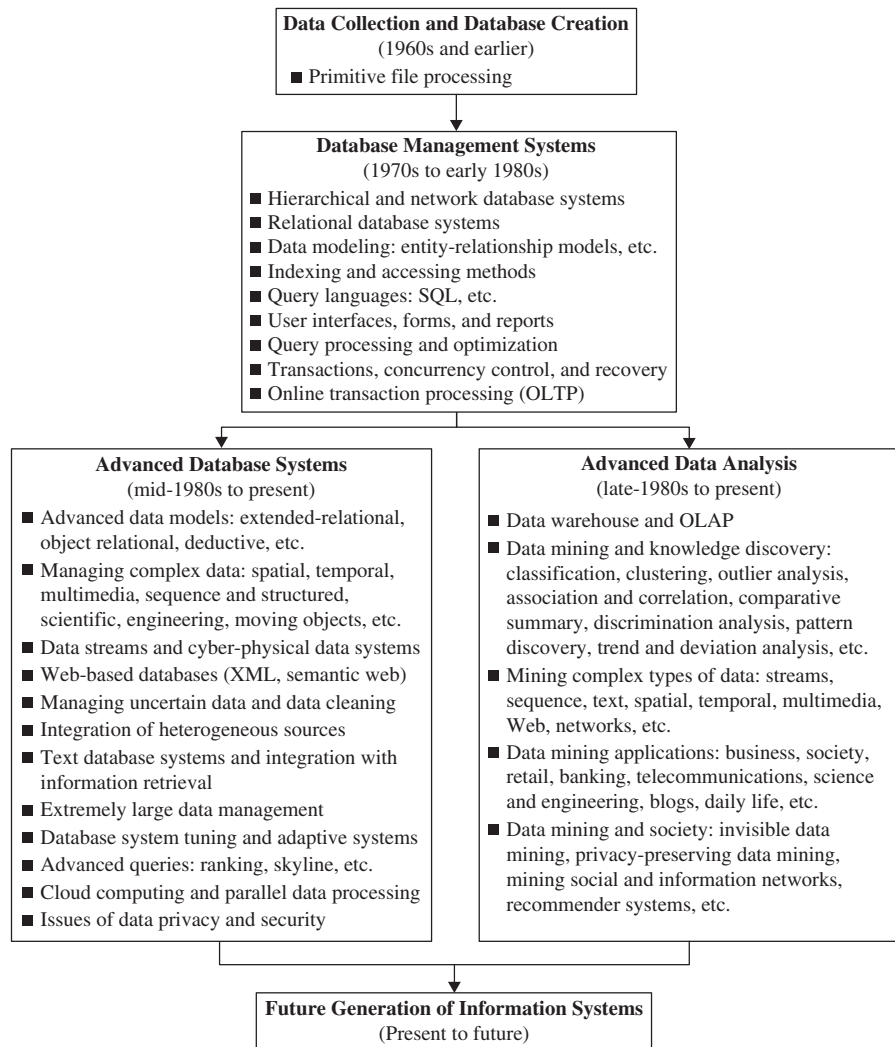 Data Collection and Database Creation
(1960s and earlier)
■ Primitive file processing
Database Management Systems
(1970s to early 1980s)
■ Hierarchical and network database systems
■ Relational database systems
■ Data modeling: entity-relationship models, etc.
■ Indexing and accessing methods
■ Query languages: SQL, etc.
■ User interfaces, forms, and reports
■ Query processing and optimization
■ Transactions, concurrency control, and recovery
■ Online transaction processing (OLTP)
Advanced Database Systems
(mid-1980s to present)
■ Advanced data models: extended-relational,
object relational, deductive, etc.
■ Managing complex data: spatial, temporal,
multimedia, sequence and structured,
scientific, engineering, moving objects, etc.
■ Data streams and cyber-physical data systems
■ Web-based databases (XML, semantic web)
■ Managing uncertain data and data cleaning
■ Integration of heterogeneous sources
■ Text database systems and integration with
information retrieval
■ Extremely large data management
■ Database system tuning and adaptive systems
■ Advanced queries: ranking, skyline, etc.
■ Cloud computing and parallel data processing
■ Issues of data privacy and security
Advanced Data Analysis
(late-1980s to present)
■ Data warehouse and OLAP
■ Data mining and knowledge discovery:
classification, clustering, outlier analysis,
association and correlation, comparative
summary, discrimination analysis, pattern
discovery, trend and deviation analysis, etc.
■ Mining complex types of data: streams,
sequence, text, spatial, temporal, multimedia,
Web, networks, etc.
■ Data mining applications: business, society,
retail, banking, telecommunications, science
and engineering, blogs, daily life, etc.
■ Data mining and society: invisible data
mining, privacy-preserving data mining,
mining social and information networks,
recommender systems, etc.
Future Generation of Information Systems
(Present to future)